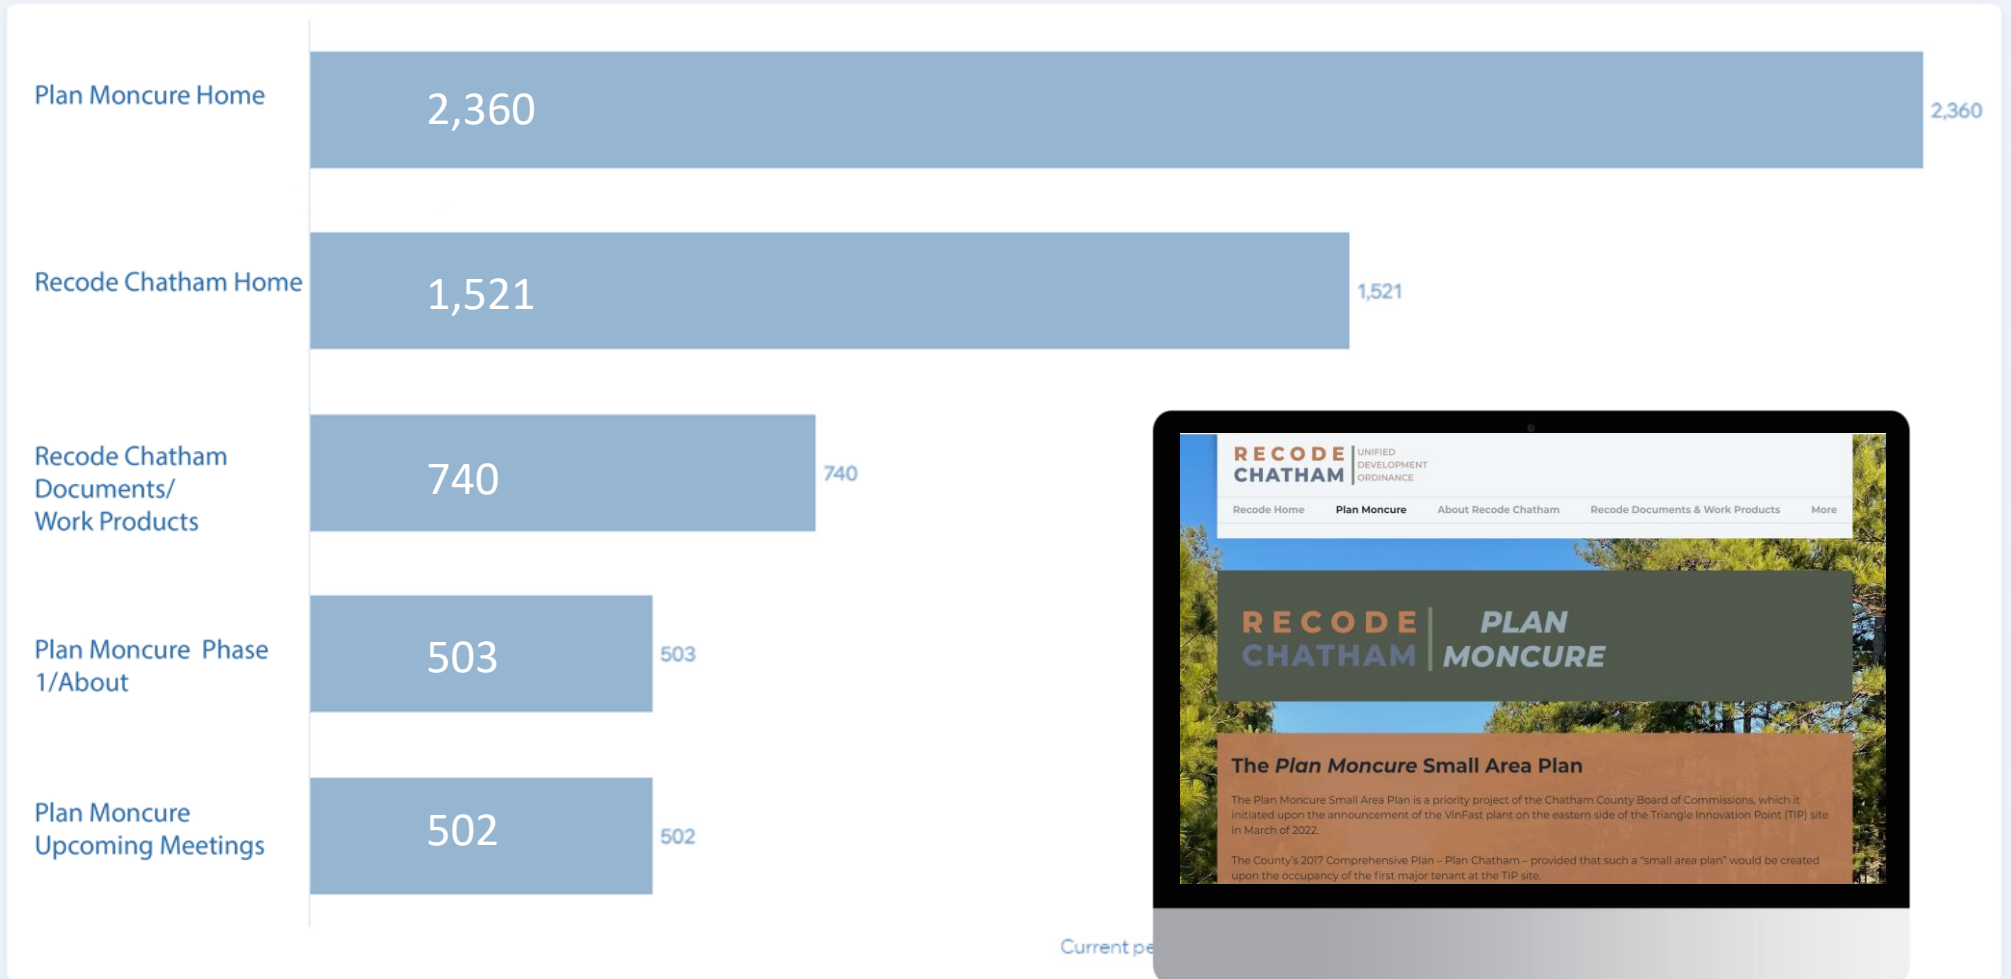 Plan Moncure Home
2,360
2,360
Recode Chatham Home
1,521
1,521
Recode Chatham
Documents/
Work Products
740
740
Plan Moncure Phase
1/About
503
503
Plan Moncure
Upcoming Meetings
502
502
Current
RECODE
CHATHAM
UNIFIED
DEVELOPMENT
ORDINANCE
Recode Home Plan Moncure About Recode Chatham Recode Documents & Work Products More
RECODE
CHATHAM
PLAN
MONCURE
The Plan Moncure Small Area Plan
The Plan Moncure Small Area Plan is a priority project of the Chatham County Board of Commissions, which it
initiated upon the announcement of the VinFast plant on the eastern side of the Triangle Innovation Point (TIP) site
in March of 2022.
The County's 2017 Comprehensive Plan – Plan Chatham – provided that such a "small area plan" would be created
upon the occupancy of the first major tenant at the TIP site.